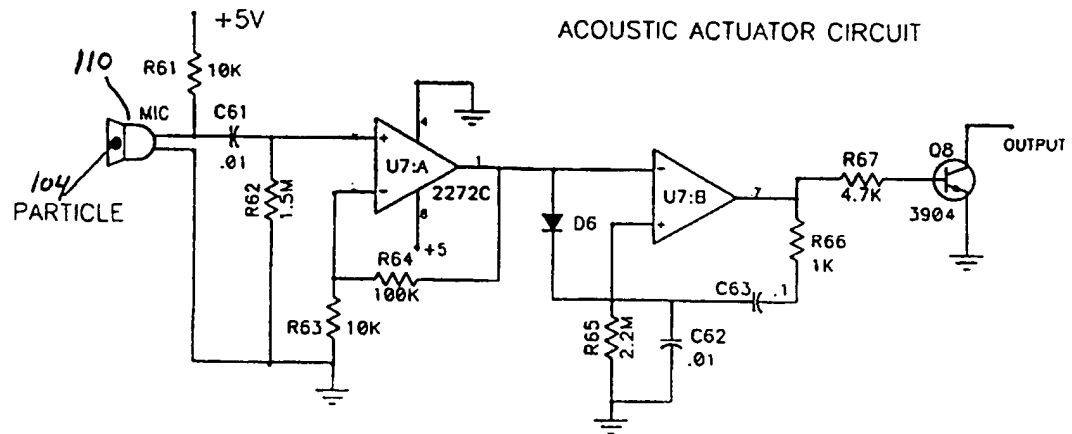 +5V
ACOUSTIC ACTUATOR CIRCUIT
110
R61
10K
MIC
C61
.01
104
PARTICLE
R62
1.5M
+
-
U7:A
4
1
2272C
8
+5
R64
100K
R63
10K
D6
-
+
U7:B
7
R67
4.7K
Q8
OUTPUT
3904
R66
1K
C63
.1
R65
2.2M
C62
.01